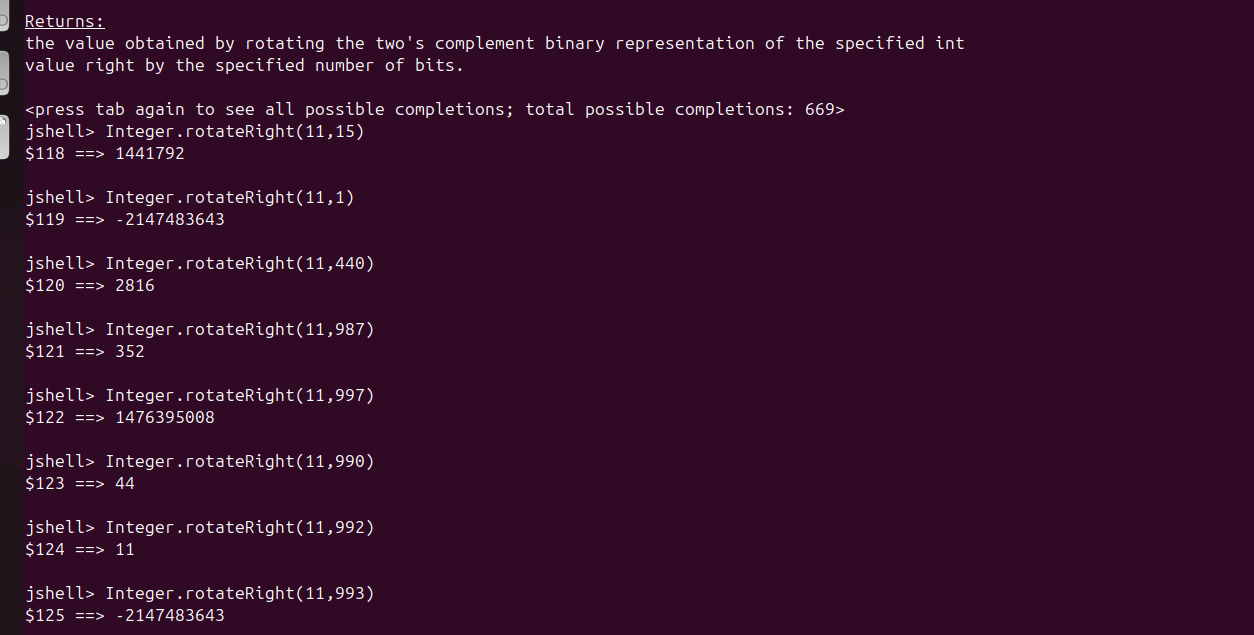 Returns:
the value obtained by rotating the two's complement binary representation of the specified int
value right by the specified number of bits.
<press tab again to see all possible completions; total possible completions: 669>
jshell> Integer.rotateRight(11,15)
$118 ==> 1441792
jshell> Integer.rotateRight(11,1)
$119 ==> -2147483643
jshell> Integer.rotateRight(11,440)
$120 ==> 2816
jshell> Integer.rotateRight(11,987)
$121 ==> 352
jshell> Integer.rotateRight(11,997)
$122 ==> 1476395008
jshell> Integer.rotateRight(11,990)
$123 ==> 44
jshell> Integer.rotateRight(11,992)
$124 ==> 11
jshell> Integer.rotateRight(11,993)
$125 ==> -2147483643